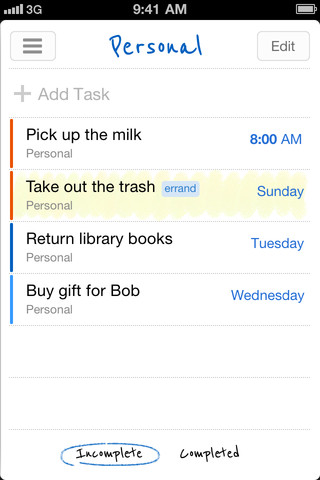 3G 9:41 AM
Personal Edit
Add Task
Pick up the milk 8:00 AM
Personal
Take out the trash errand Sunday
Personal
Return library books Tuesday
Personal
Buy gift for Bob Wednesday
Personal
Incomplete Completed